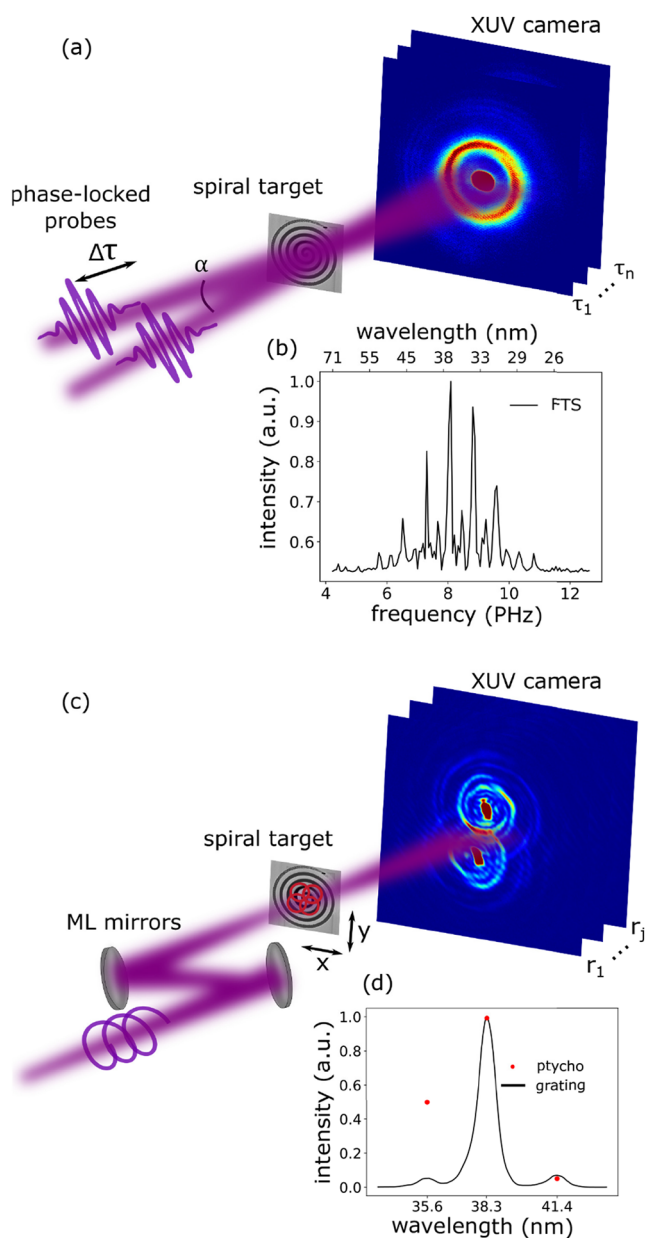 (a)
XUV camera
phase-locked
probes
Δτ
spiral target
α
τ1
τn
(b)
wavelength (nm)
71 55 45 38 33 29 26
1.0
0.9
0.8
0.7
0.6
intensity (a.u.)
FTS
4 6 8 10 12
frequency (PHz)
(c)
XUV camera
spiral target
ML mirrors
x
y
r1
rj
(d)
1.0
0.8
0.6
0.4
0.2
0.0
intensity (a.u.)
ptycho
grating
35.6 38.3 41.4
wavelength (nm)